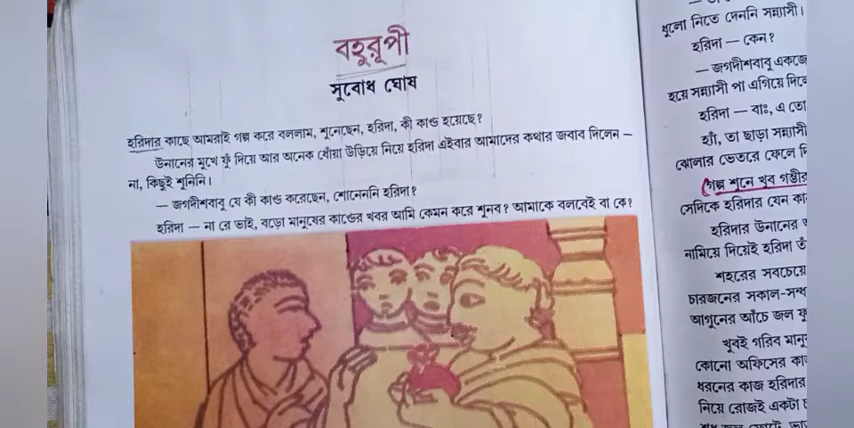 বহুরূপী
সুবোধ ঘোষ
হরিদার কাছে আমরাই গল্প করে বললাম, শুনেছেন, হরিদা, কী কাণ্ড হয়েছে?
উনানের মুখে ফুঁ দিয়ে আর অনেক ধোঁয়া উড়িয়ে নিয়ে হরিদা এইবার আমাদের কথার জবাব দিলেন —
না, কিছুই শুনিনি।
— জগদীশবাবু যে কী কাণ্ড করেছেন, শোনেননি হরিদা?
হরিদা — না রে ভাই, বড়ো মানুষের কাণ্ডের খবর আমি কেমন করে শুনব? আমাকে বলবেই বা কে?
ধুলো নিতে দেননি সন্ন্যাসী।
হরিদা — কেন?
— জগদীশবাবু
হয়ে সন্ন্যাসী পা এগিয়ে
হরিদা — বাঃ, এ তো
হ্যাঁ, তা ছাড়া সন্ন্যাসী
ঝোলার ভেতরে ফেলে
গল্প শুনে খুব গম্ভীর
সেদিকে হরিদার যেন
হরিদার উনানের
নামিয়ে দিয়েই হরিদা
শহরের সবচেয়ে
চারজনের সকাল-সন্ধ্যা
আগুনের আঁচে জল
খুবই গরিব
কোনো অফিসের
ধরনের কাজ হরিদার
নিয়ে রোজই একটা